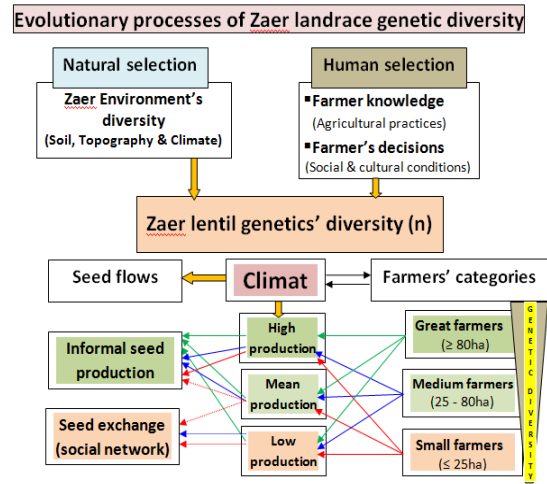 Evolutionary processes of Zaer landrace genetic diversity
Natural selection
Zaer Environment's
diversity
(Soil, Topography & Climate)
Human selection
▪Farmer knowledge
(Agricultural practices)
▪Farmer's decisions
(Social & cultural conditions)
Zaer lentil genetics' diversity (n)
Seed flows
Climat
Farmers' categories
Informal seed
production
Seed exchange
(social network)
High
production
Mean
production
Low
production
Great farmers
(≥ 80ha)
Medium farmers
(25 - 80ha)
Small farmers
(≤ 25ha)
GENETIC DIVERSITY